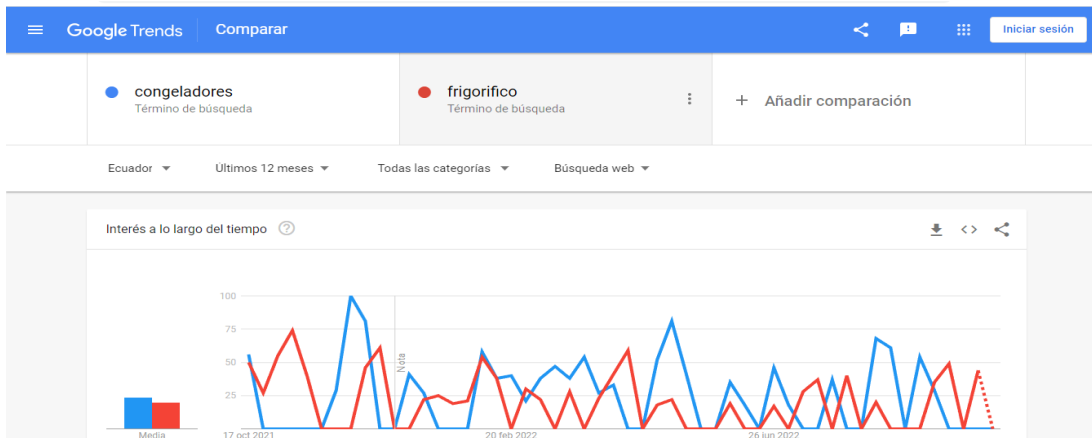 Google Trends Comparar Iniciar sesión
congeladores
Término de búsqueda
frigorifico
Término de búsqueda
+ Añadir comparación
Ecuador Últimos 12 meses Todas las categorías Búsqueda web
Interés a lo largo del tiempo
100
75
50
25
Nota
Media
17 oct 2021 20 feb 2022 26 jun 2022